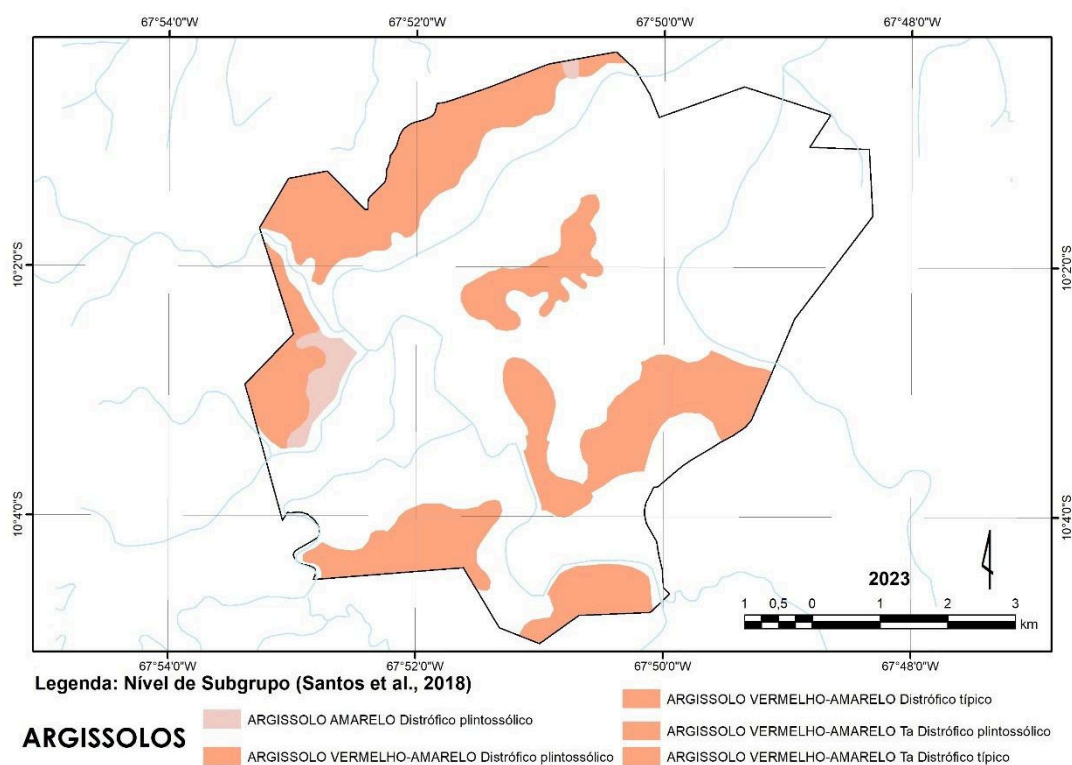 67°54'0"W 67°52'0"W 67°50'0"W 67°48'0"W
10°2'0"S 10°2'0"S
10°4'0"S 10°4'0"S
2023
1 0,5 0 1 2 3
km
67°54'0"W 67°52'0"W 67°50'0"W 67°48'0"W
Legenda: Nível de Subgrupo (Santos et al., 2018)
ARGISSOLOS
ARGISSOLO AMARELO Distrófico plintossólico
ARGISSOLO VERMELHO-AMARELO Distrófico plintossólico
ARGISSOLO VERMELHO-AMARELO Distrófico típico
ARGISSOLO VERMELHO-AMARELO Ta Distrófico plintossólico
ARGISSOLO VERMELHO-AMARELO Ta Distrófico típico